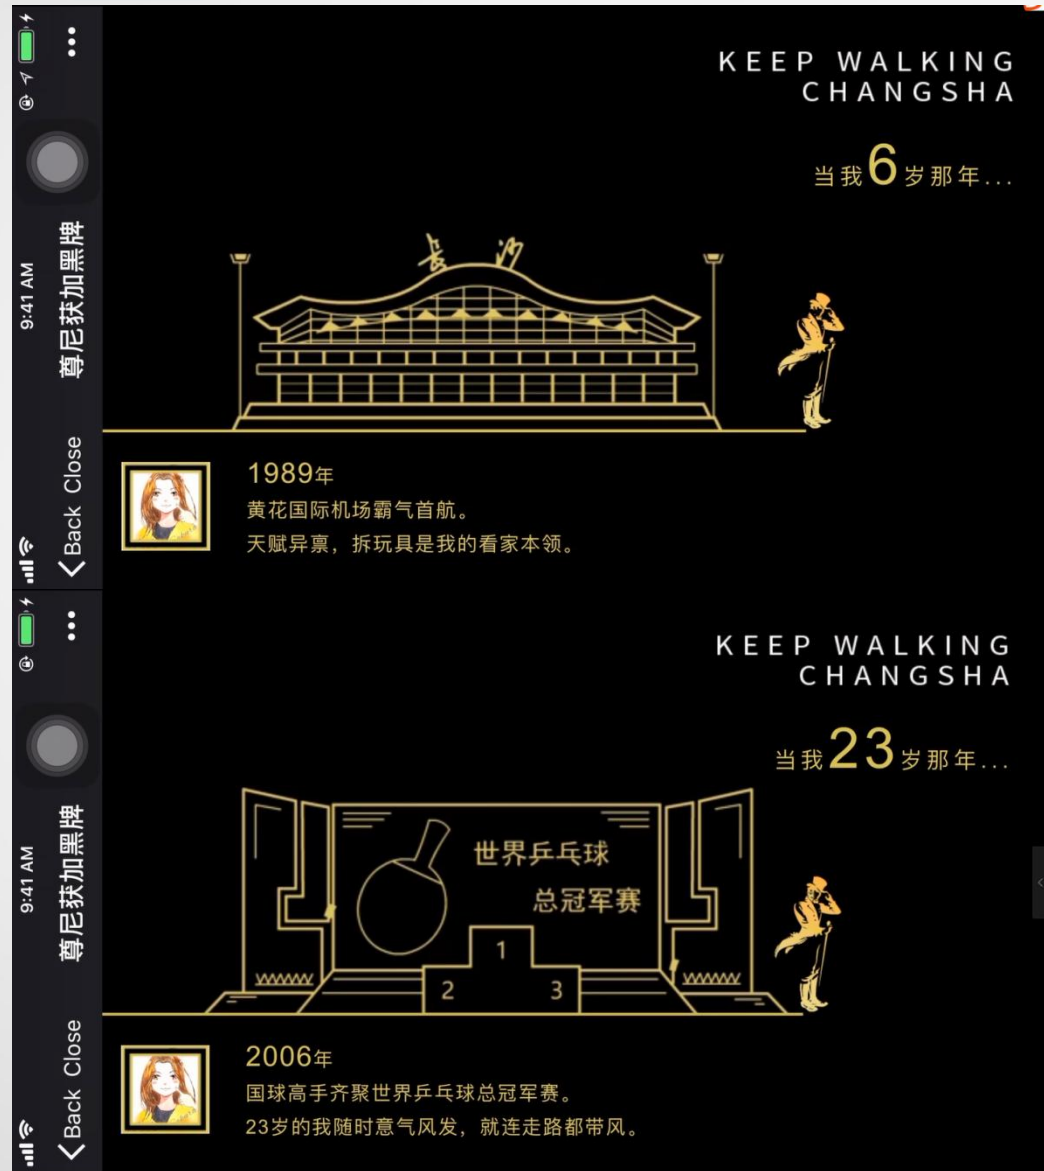 9:41 AM
Back Close
尊尼获加黑牌
KEEP WALKING
CHANGSHA
当我6岁那年...
长沙
1989年
黄花国际机场霸气首航。
天赋异禀，拆玩具是我的看家本领。
9:41 AM
Back Close
尊尼获加黑牌
KEEP WALKING
CHANGSHA
当我23岁那年...
世界乒乓球
总冠军赛
1
2
3
2006年
国球高手齐聚世界乒乓球总冠军赛。
23岁的我随时意气风发，就连走路都带风。